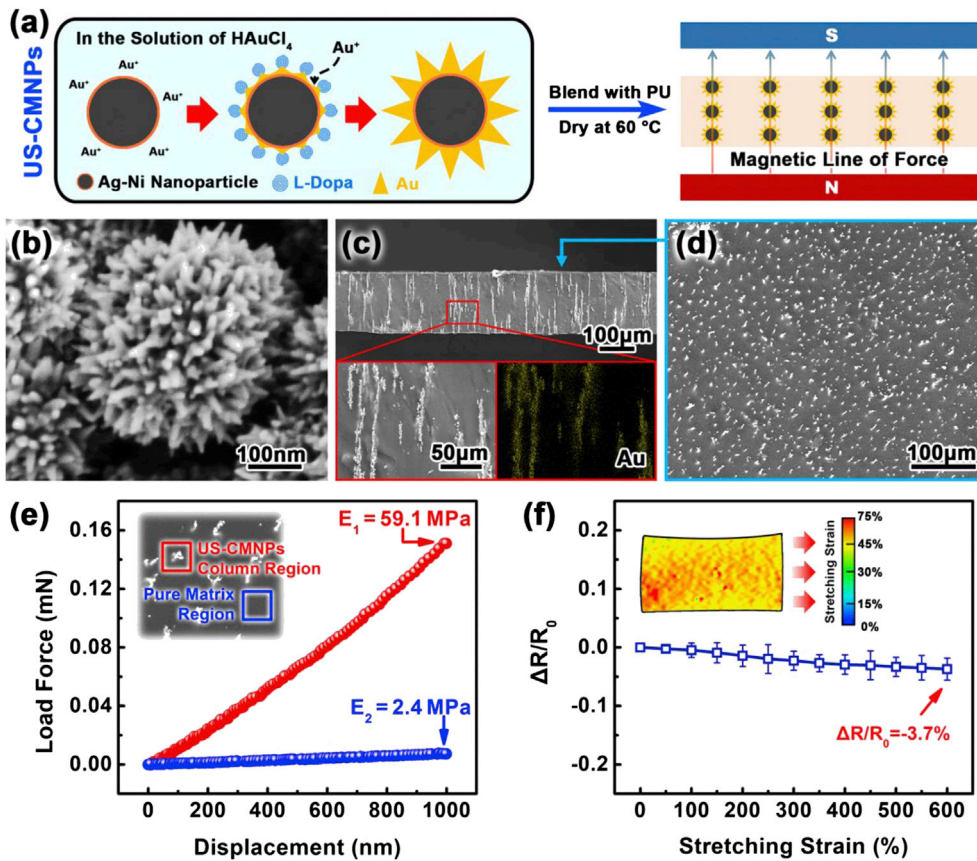 (a)
US-CMNPs
In the Solution of HAuCl₄
Au⁺
Au⁺
Au⁺
Au⁺
Au⁺
Au⁺
Ag-Ni Nanoparticle
L-Dopa
Au
Blend with PU
Dry at 60 °C
S
Magnetic Line of Force
N
(b)
100nm
(c)
100μm
50μm
Au
(d)
100μm
(e)
Load Force (mN)
0.16
0.12
0.08
0.04
0.00
E₁ = 59.1 MPa
US-CMNPs
Column Region
Pure Matrix
Region
E₂ = 2.4 MPa
0 200 400 600 800 1000
Displacement (nm)
(f)
ΔR/R₀
0.2
0.1
0.0
-0.1
-0.2
75%
45%
30%
15%
0%
Stretching Strain
ΔR/R₀=-3.7%
0 100 200 300 400 500 600
Stretching Strain (%)